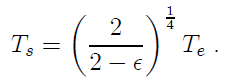 T_s = \left( \frac{2}{2 - \epsilon} \right)^{\frac{1}{4}} T_e .